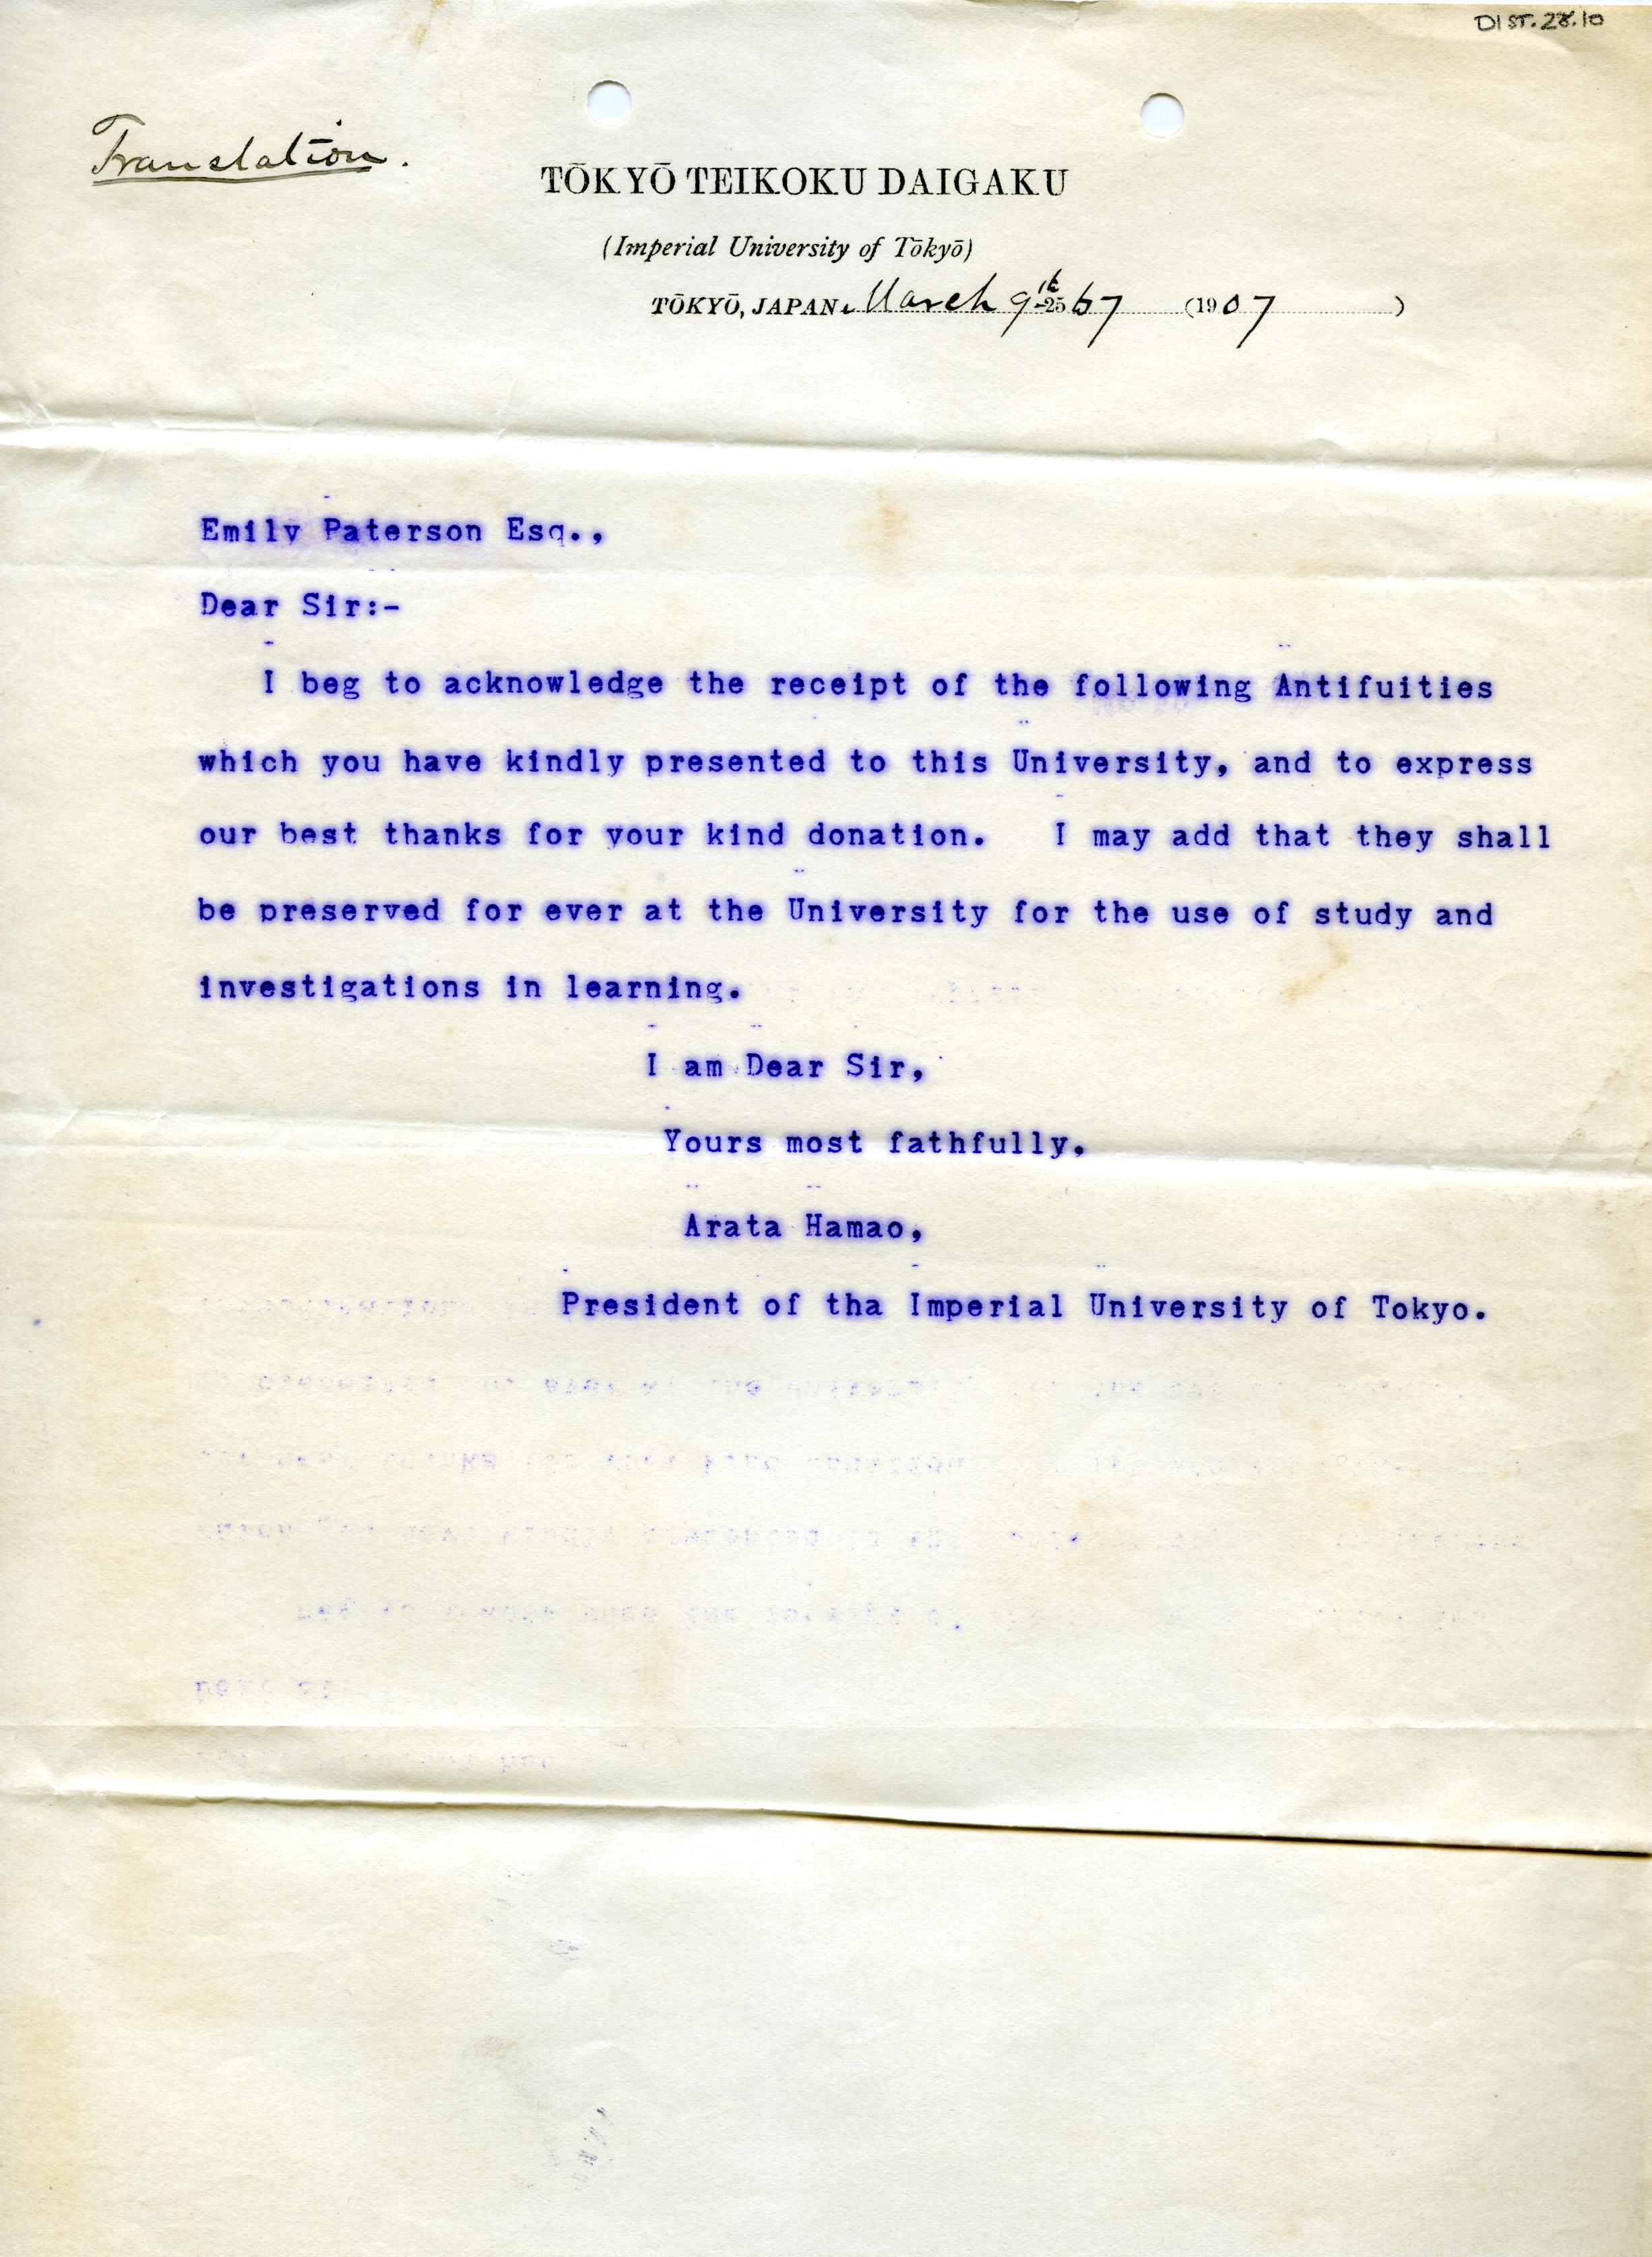 DIST.28.10
Translation.
TŌKYŌ TEIKOKU DAIGAKU
(Imperial University of Tōkyō)
TŌKYŌ, JAPAN, March 9th 2567 (1907 )
Emily Paterson Esq.,
Dear Sir:-
I beg to acknowledge the receipt of the following Antifuities
which you have kindly presented to this University, and to express
our best thanks for your kind donation. I may add that they shall
be preserved for ever at the University for the use of study and
investigations in learning.
I am Dear Sir,
Yours most fathfully.
Arata Hamao,
President of tha Imperial University of Tokyo.